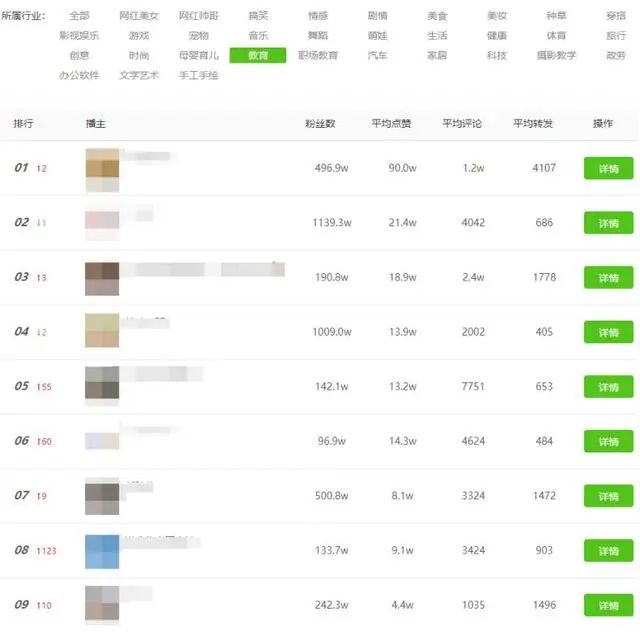 所属行业： 全部 网红美女 网红帅哥 搞笑 情感 剧情 美食 美妆 种草 穿搭
影视娱乐 游戏 宠物 音乐 舞蹈 萌娃 生活 健康 体育 旅行
创意 时尚 母婴育儿 教育 职场教育 汽车 家居 科技 摄影教学 政务
办公软件 文字艺术 手工手绘
排行 播主 粉丝数 平均点赞 平均评论 平均转发 操作
01 ↑2 496.9w 90.0w 1.2w 4107 详情
02 ↓1 1139.3w 21.4w 4042 686 详情
03 ↑3 190.8w 18.9w 2.4w 1778 详情
04 ↓2 1009.0w 13.9w 2002 405 详情
05 ↑55 142.1w 13.2w 7751 653 详情
06 ↑60 96.9w 14.3w 4624 484 详情
07 ↑9 500.8w 8.1w 3324 1472 详情
08 ↑123 133.7w 9.1w 3424 903 详情
09 ↑10 242.3w 4.4w 1035 1496 详情